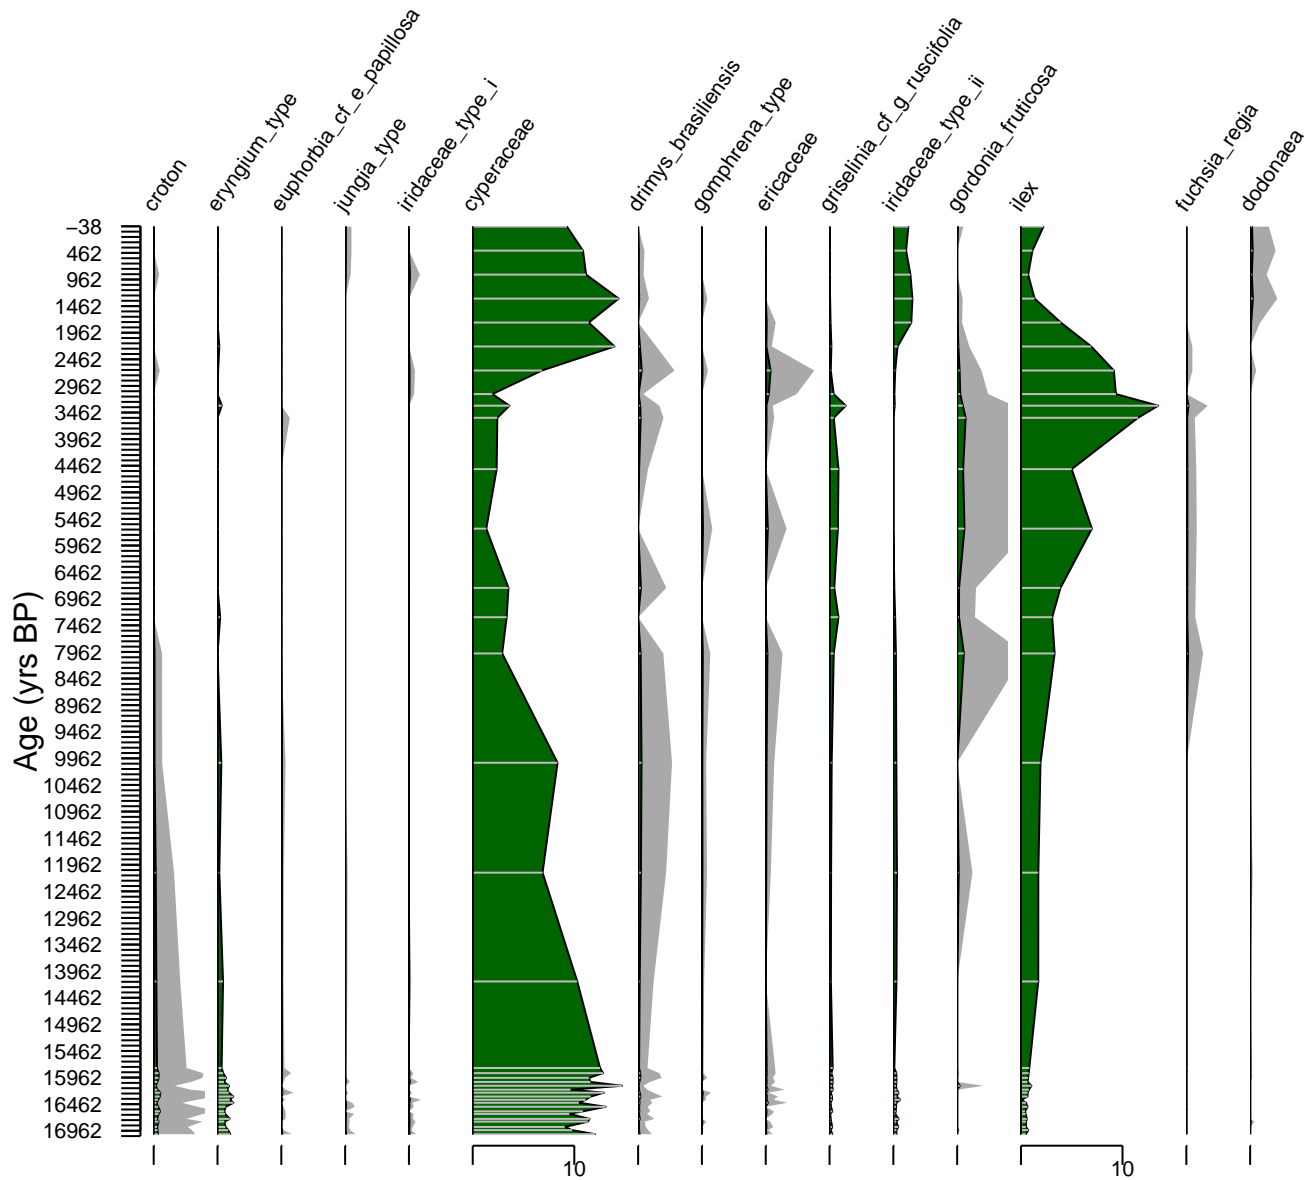 croton
eryngium_type
euphorbia_cf_e_papillosa
jungia_type
iridaceae_type_i
cyperaceae
drimys_brasiliensis
gomphrena_type
ericaceae
griselinia_cf_g_ruscifolia
iridaceae_type_ii
gordonia_fruticosa
ilex
fuchsia_regia
dodonaea
Age (yrs BP)
−38
462
962
1462
1962
2462
2962
3462
3962
4462
4962
5462
5962
6462
6962
7462
7962
8462
8962
9462
9962
10462
10962
11462
11962
12462
12962
13462
13962
14462
14962
15462
15962
16462
16962
10
10